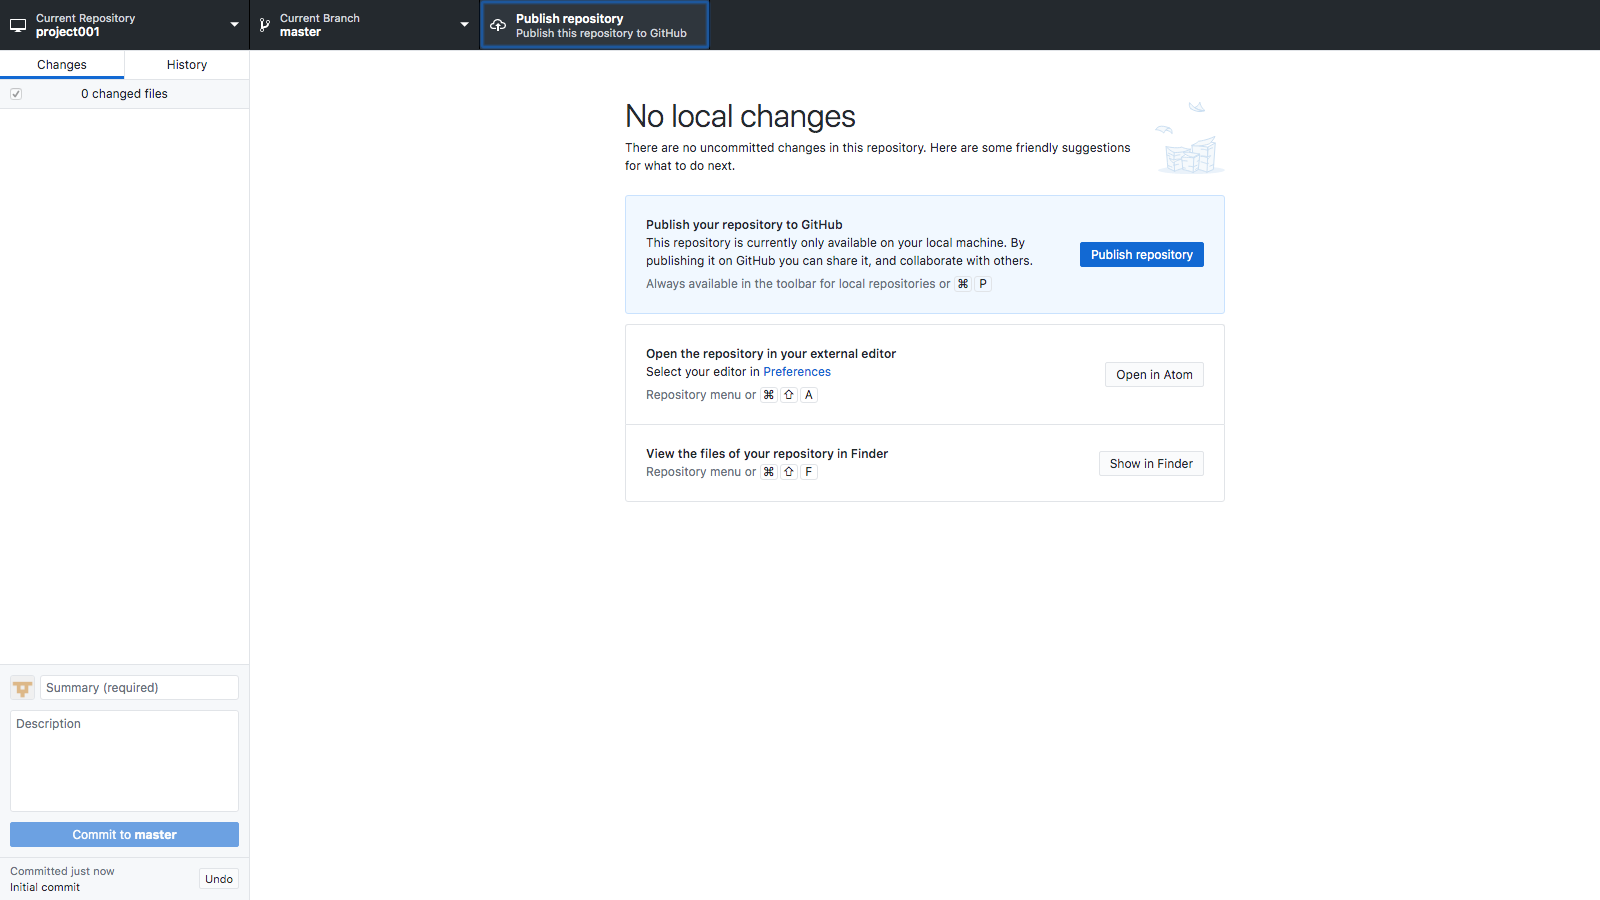 Current Repository
project001
Current Branch
master
Publish repository
Publish this repository to GitHub
Changes
History
0 changed files
No local changes
There are no uncommitted changes in this repository. Here are some friendly suggestions
for what to do next.
Publish your repository to GitHub
This repository is currently only available on your local machine. By
publishing it on GitHub you can share it, and collaborate with others.
Always available in the toolbar for local repositories or ⌘ P
Publish repository
Open the repository in your external editor
Select your editor in Preferences
Repository menu or ⌘ ⇧ A
Open in Atom
View the files of your repository in Finder
Repository menu or ⌘ ⇧ F
Show in Finder
Summary (required)
Description
Commit to master
Committed just now
Initial commit
Undo